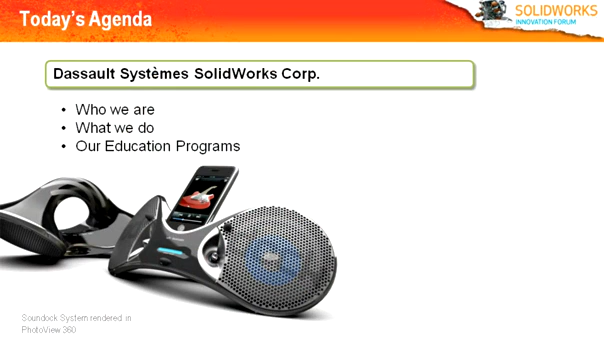 Today's Agenda
SOLIDWORKS
INNOVATION FORUM
Dassault Systèmes SolidWorks Corp.
• Who we are
• What we do
• Our Education Programs
Soundock System rendered in
PhotoView 360